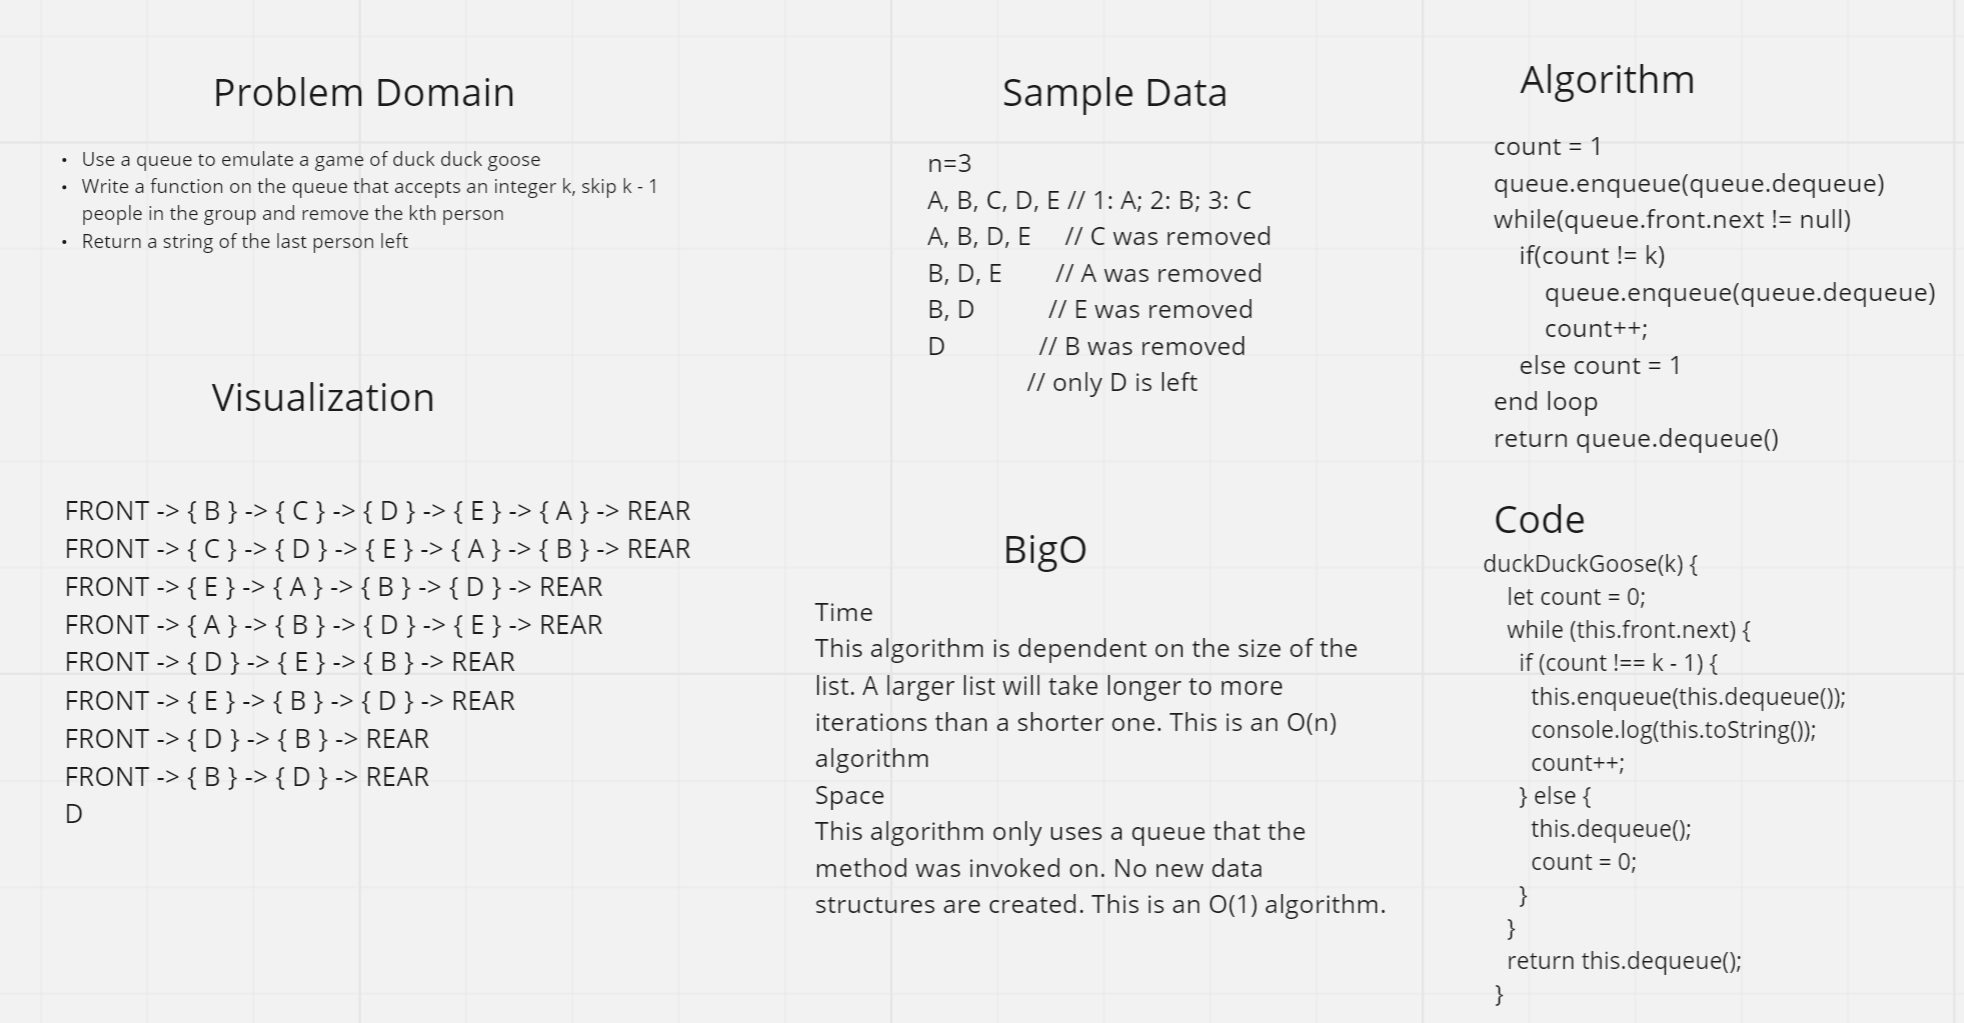 Problem Domain
• Use a queue to emulate a game of duck duck goose
• Write a function on the queue that accepts an integer k, skip k - 1
people in the group and remove the kth person
• Return a string of the last person left
Visualization
FRONT -> { B } -> { C } -> { D } -> { E } -> { A } -> REAR
FRONT -> { C } -> { D } -> { E } -> { A } -> { B } -> REAR
FRONT -> { E } -> { A } -> { B } -> { D } -> REAR
FRONT -> { A } -> { B } -> { D } -> { E } -> REAR
FRONT -> { D } -> { E } -> { B } -> REAR
FRONT -> { E } -> { B } -> { D } -> REAR
FRONT -> { D } -> { B } -> REAR
FRONT -> { B } -> { D } -> REAR
D
Sample Data
n=3
A, B, C, D, E // 1: A; 2: B; 3: C
A, B, D, E // C was removed
B, D, E // A was removed
B, D // E was removed
D // B was removed
// only D is left
BigO
Time
This algorithm is dependent on the size of the
list. A larger list will take longer to more
iterations than a shorter one. This is an O(n)
algorithm
Space
This algorithm only uses a queue that the
method was invoked on. No new data
structures are created. This is an O(1) algorithm.
Algorithm
count = 1
queue.enqueue(queue.dequeue)
while(queue.front.next != null)
if(count != k)
queue.enqueue(queue.dequeue)
count++;
else count = 1
end loop
return queue.dequeue()
Code
duckDuckGoose(k) {
let count = 0;
while (this.front.next) {
if (count !== k - 1) {
this.enqueue(this.dequeue());
console.log(this.toString());
count++;
} else {
this.dequeue();
count = 0;
}
}
return this.dequeue();
}